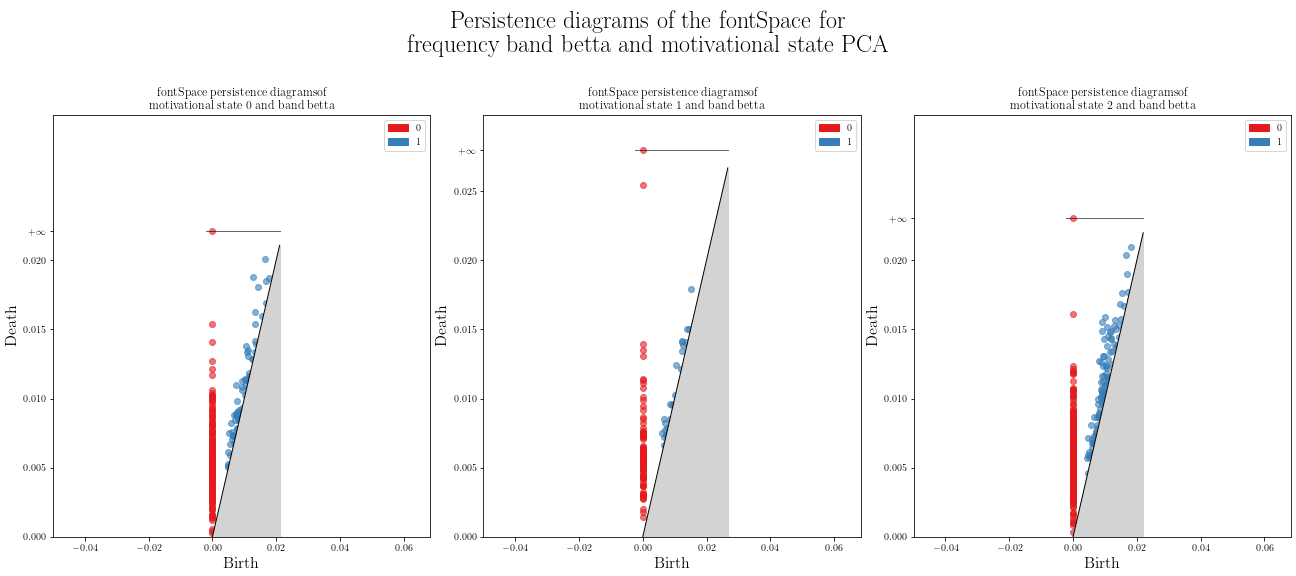 Persistence diagrams of the fontSpace for
frequency band betta and motivational state PCA
fontSpace persistence diagramsof
motivational state 0 and band betta
0
1
+∞
0.020
0.015
0.010
0.005
0.000
Death
−0.04 −0.02 0.00 0.02 0.04 0.06
Birth
fontSpace persistence diagramsof
motivational state 1 and band betta
0
1
+∞
0.025
0.020
0.015
0.010
0.005
0.000
Death
−0.04 −0.02 0.00 0.02 0.04 0.06
Birth
fontSpace persistence diagramsof
motivational state 2 and band betta
0
1
+∞
0.020
0.015
0.010
0.005
0.000
Death
−0.04 −0.02 0.00 0.02 0.04 0.06
Birth